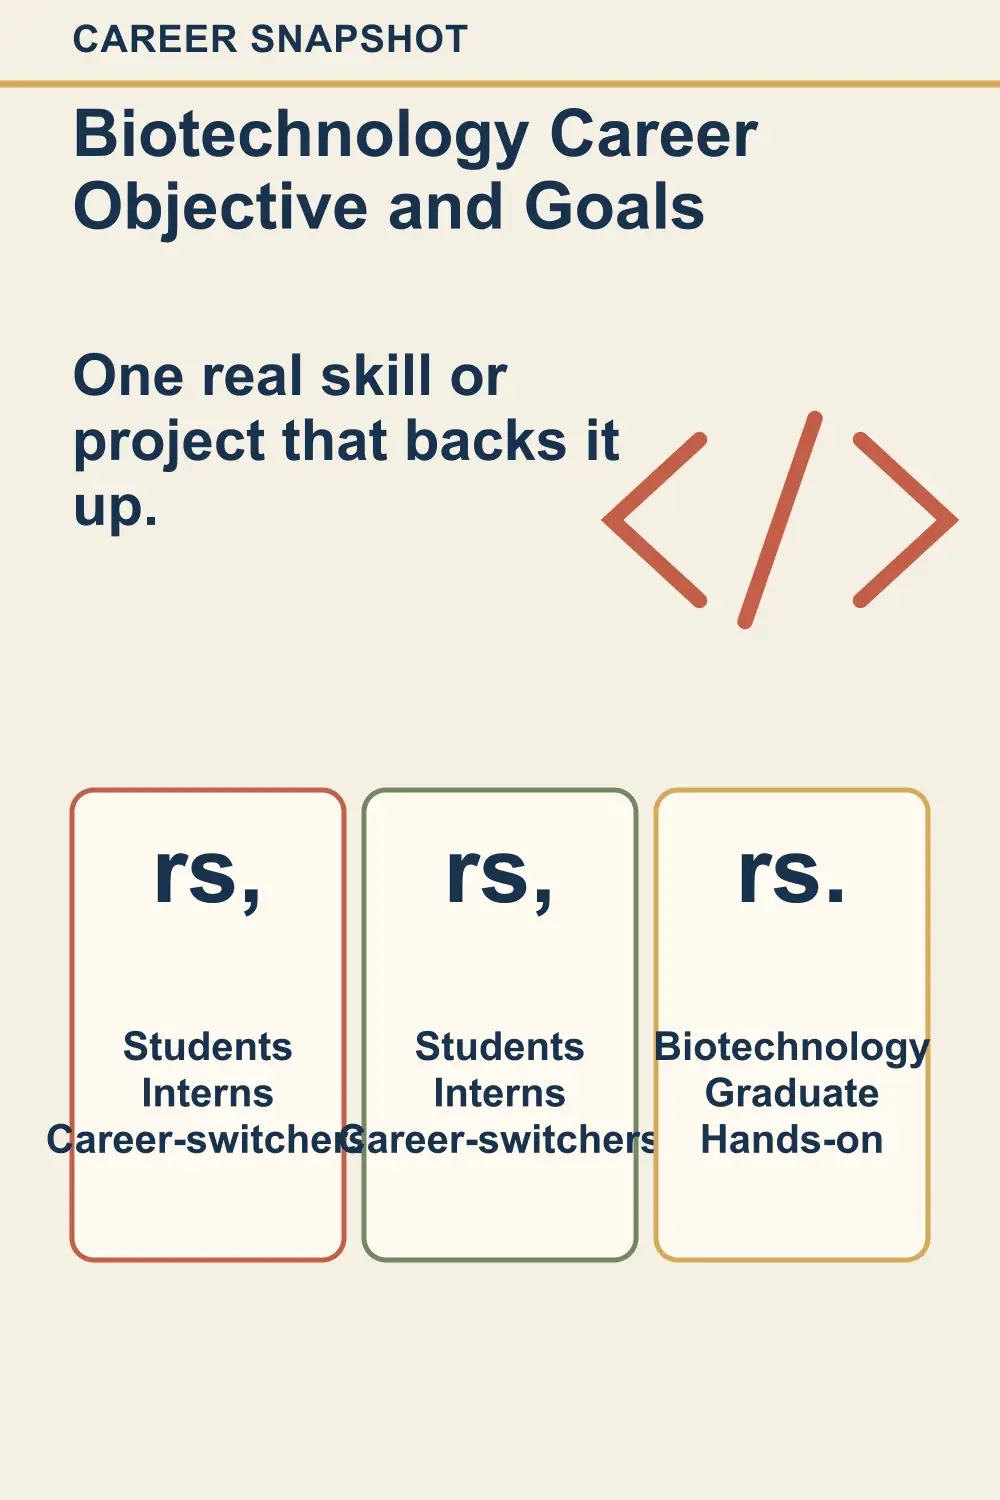 CAREER SNAPSHOT
Biotechnology Career
Objective and Goals
One real skill or
project that backs it
up.
</>
rs,
Students
Interns
Career-switchers
rs,
Students
Interns
Career-switchers
rs.
Biotechnology
Graduate
Hands-on